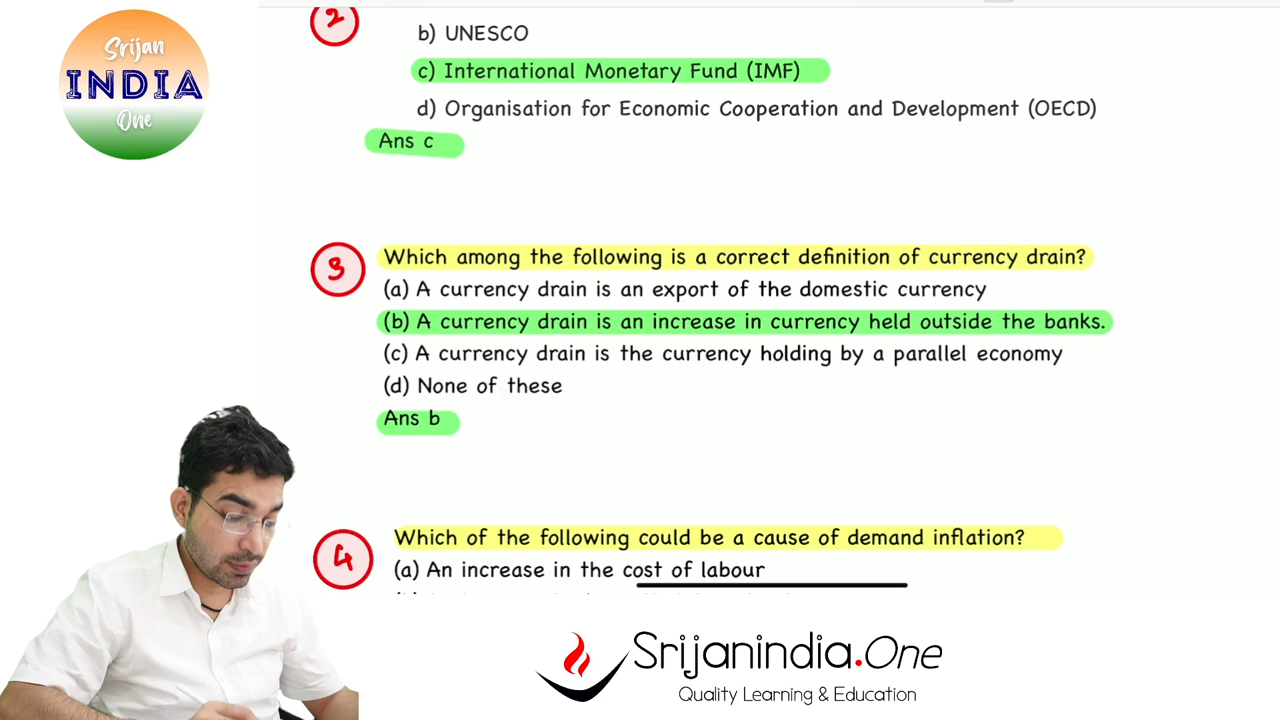 Srijan
INDIA
One
2
b) UNESCO
c) International Monetary Fund (IMF)
d) Organisation for Economic Cooperation and Development (OECD)
Ans c
3
Which among the following is a correct definition of currency drain?
(a) A currency drain is an export of the domestic currency
(b) A currency drain is an increase in currency held outside the banks.
(c) A currency drain is the currency holding by a parallel economy
(d) None of these
Ans b
4
Which of the following could be a cause of demand inflation?
(a) An increase in the cost of labour
Srijanindia.One
Quality Learning & Education